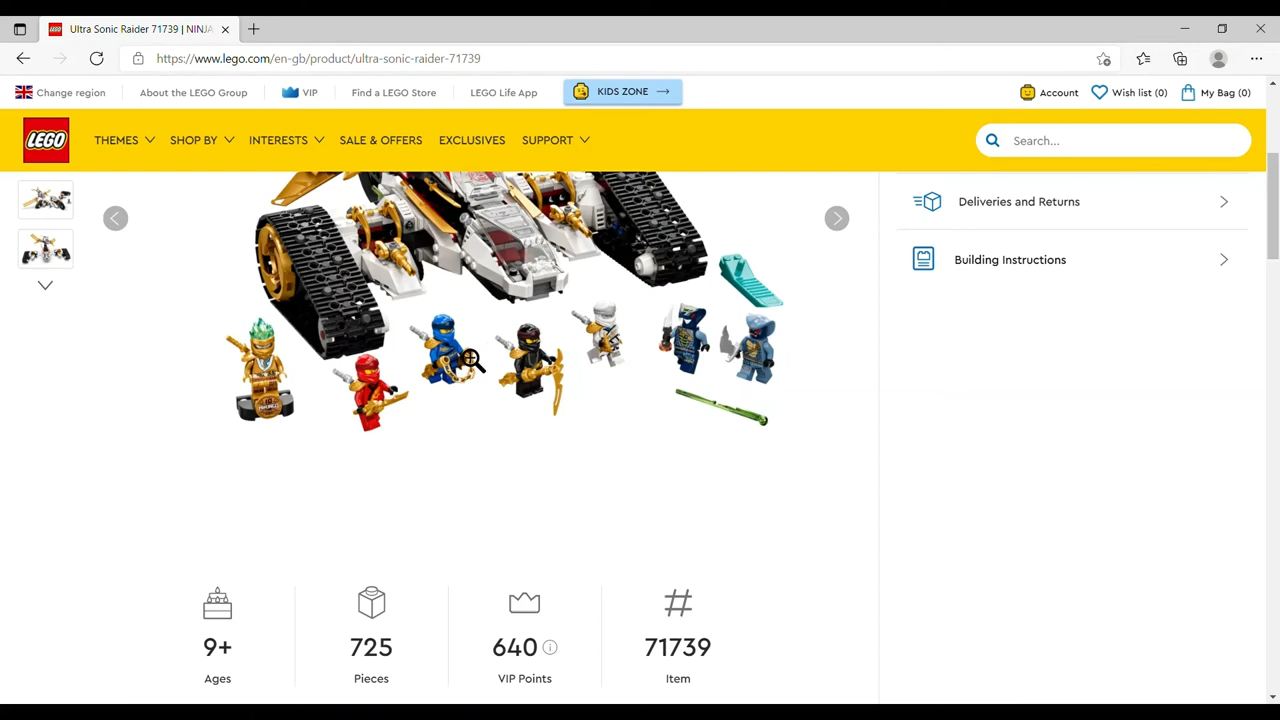 Ultra Sonic Raider 71739 | NINJA
https://www.lego.com/en-gb/product/ultra-sonic-raider-71739
Change region
About the LEGO Group
VIP
Find a LEGO Store
LEGO Life App
KIDS ZONE
Account
Wish list (0)
My Bag (0)
LEGO
THEMES
SHOP BY
INTERESTS
SALE & OFFERS
EXCLUSIVES
SUPPORT
Search...
Deliveries and Returns
Building Instructions
9+
Ages
725
Pieces
640
VIP Points
#
71739
Item